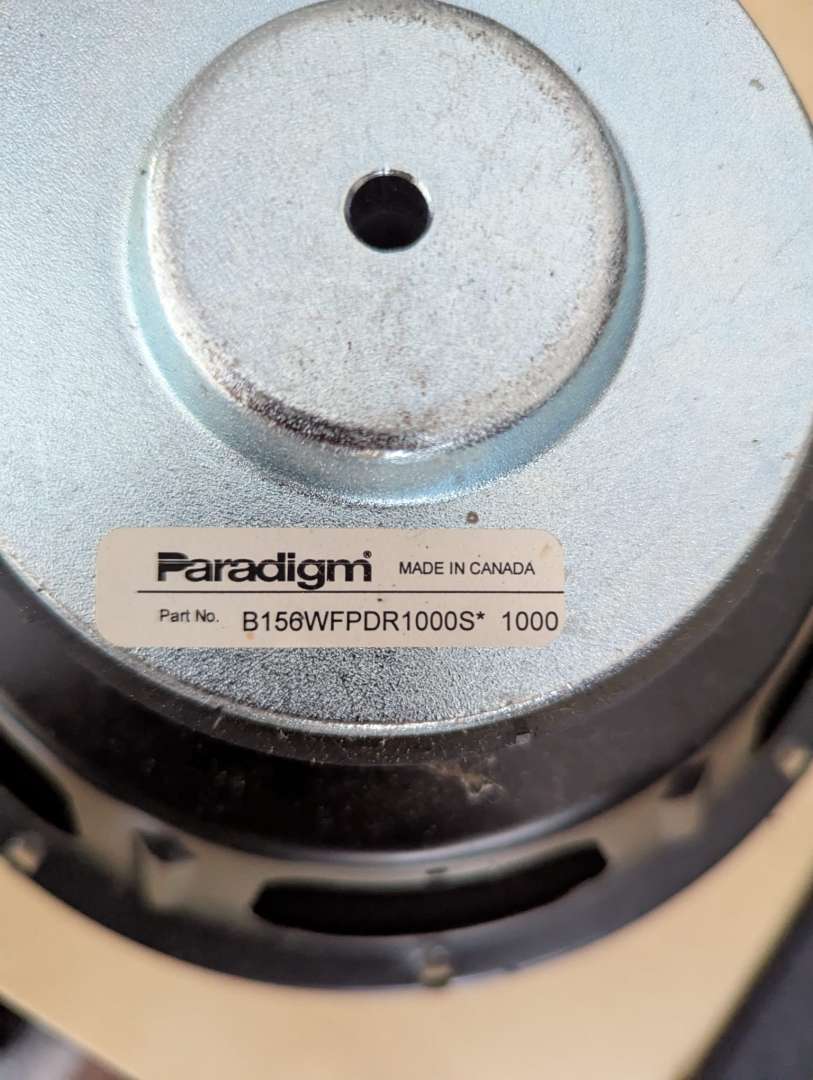 Paradigm® MADE IN CANADA
Part No. B156WFPDR1000S* 1000